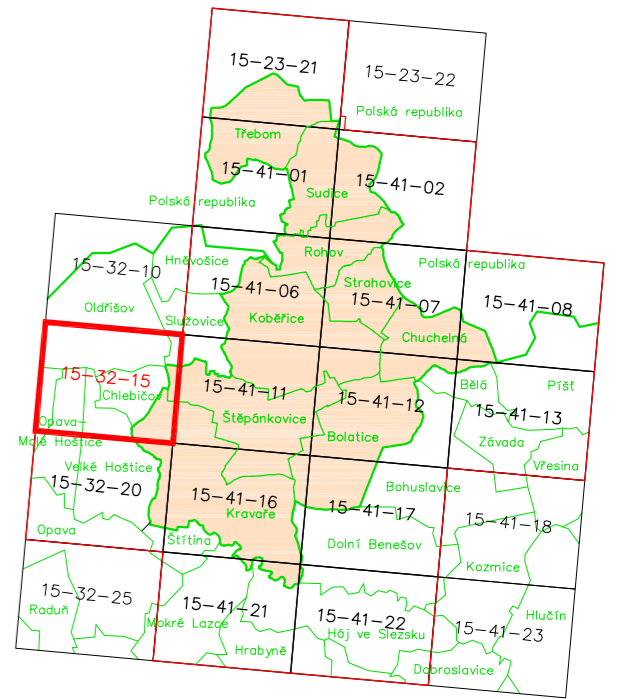 15-23-21
15-23-22
Polská republika
Třebom
15-41-01
15-41-02
Sudice
Polská republika
Hněvošice
Rohov
15-32-10
Polská republika
15-41-06
Strahovice
15-41-07
15-41-08
Oldřišov
Služovice
Kobeřice
Chuchelná
15-32-15
Chlebičov
15-41-11
15-41-12
Bělá
Píšť
Opava-
Malé Hoštice
Štěpánkovice
15-41-13
Bolatice
Závada
Velké Hoštice
Vřesina
15-32-20
15-41-16
Bohuslavice
Kravaře
15-41-17
15-41-18
Opava
Štítina
Dolní Benešov
Kozmice
15-32-25
Raduň
15-41-21
Mokré Lazce
15-41-22
Háj ve Slezsku
Hlučín
15-41-23
Hrabyně
Dobroslavice